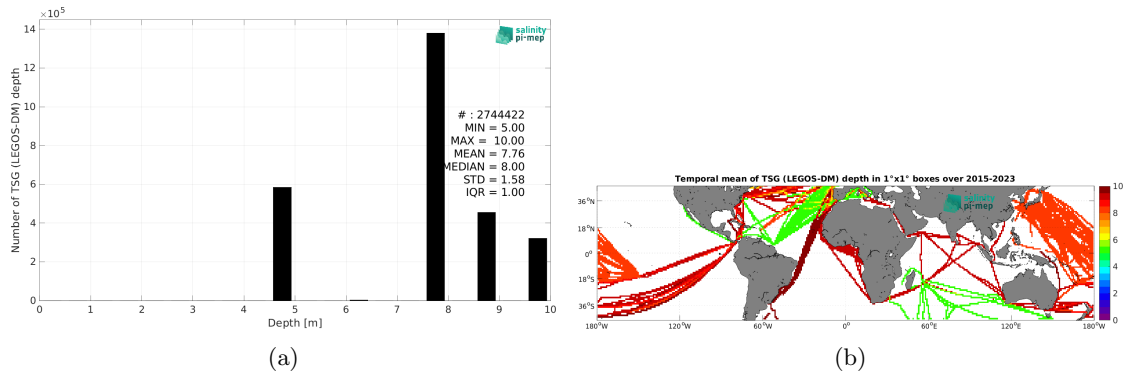 ×10⁵
14
12
10
8
6
4
2
0
Number of TSG (LEGOS-DM) depth
salinity
pi-mep
# : 2744422
MIN = 5.00
MAX = 10.00
MEAN = 7.76
MEDIAN = 8.00
STD = 1.58
IQR = 1.00
0 1 2 3 4 5 6 7 8 9 10
Depth [m]
(a)
Temporal mean of TSG (LEGOS-DM) depth in 1°x1° boxes over 2015-2023
salinity
pi-mep
36°N
18°N
0°
18°S
36°S
180°W 120°W 60°W 0° 60°E 120°E 180°W
10
8
6
4
2
0
(b)